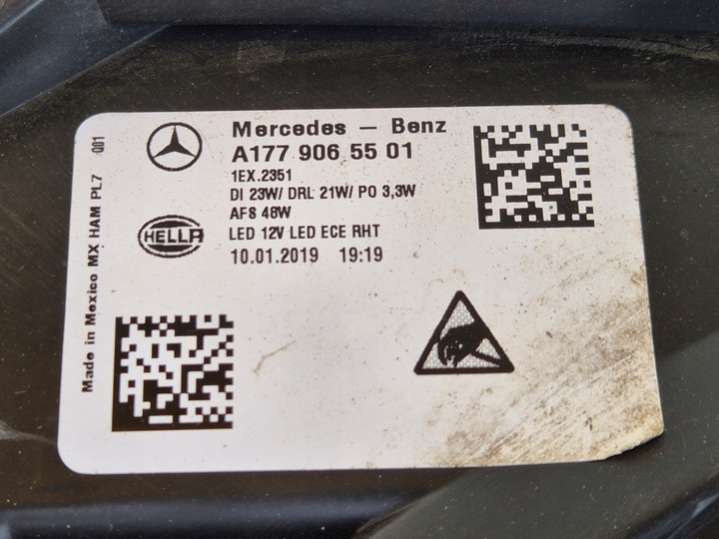 Mercedes – Benz
A177 906 55 01
1EX.2351
DI 23W/ DRL 21W/ PO 3,3W
AFS 48W
LED 12V LED ECE RHT
10.01.2019 19:19
HELLA
Made in Mexico MX HAM PL7 Q01